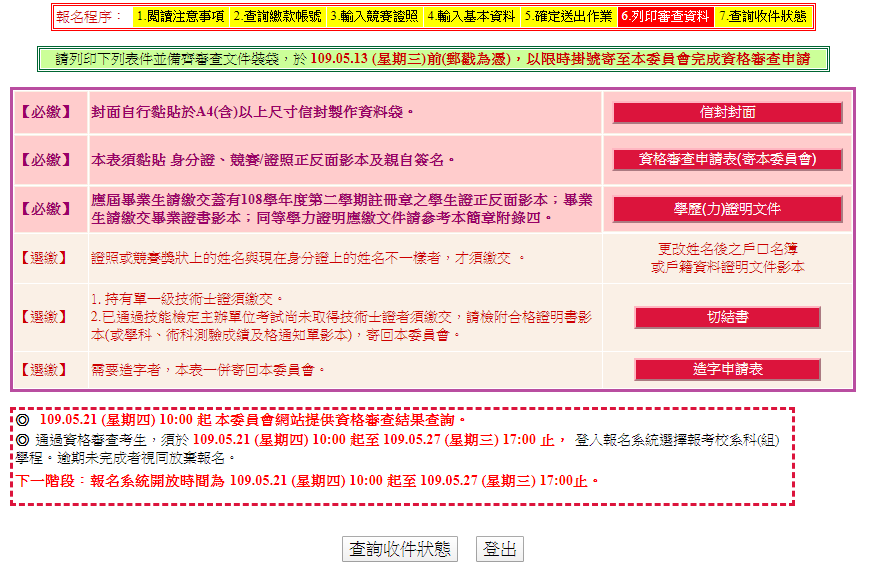 報名程序： 1.閱讀注意事項 2.查詢繳款帳號 3.輸入競賽證照 4.輸入基本資料 5.確定送出作業 6.列印審查資料 7.查詢收件狀態
請列印下列表件並備齊審查文件裝袋，於 109.05.13 (星期三)前(郵戳為憑)，以限時掛號寄至本委員會完成資格審查申請
【必繳】 封面自行黏貼於A4(含)以上尺寸信封製作資料袋。 信封封面
【必繳】 本表須黏貼 身分證、競賽/證照正反面影本及親自簽名。 資格審查申請表(寄本委員會)
【必繳】 應屆畢業生請繳交蓋有108學年度第二學期註冊章之學生證正反面影本；畢業
生請繳交畢業證書影本；同等學力證明應繳文件請參考本簡章附錄四。 學歷(力)證明文件
【選繳】 證照或競賽獎狀上的姓名與現在身分證上的姓名不一樣者，才須繳交 。 更改姓名後之戶口名簿
或戶籍資料證明文件影本
【選繳】 1. 持有單一級技術士證須繳交。
2.已通過技能檢定主辦單位考試尚未取得技術士證者須繳交，請檢附合格證明書影
本(或學科、術科測驗成績及格通知單影本)，寄回本委員會。 切結書
【選繳】 需要造字者，本表一併寄回本委員會。 造字申請表
◎ 109.05.21 (星期四) 10:00 起 本委員會網站提供資格審查結果查詢。
◎ 通過資格審查考生，須於 109.05.21 (星期四) 10:00 起至 109.05.27 (星期三) 17:00 止， 登入報名系統選擇報考校系科(組)
學程。逾期未完成者視同放棄報名。
下一階段：報名系統開放時間為 109.05.21 (星期四) 10:00 起至 109.05.27 (星期三) 17:00止。
查詢收件狀態 登出